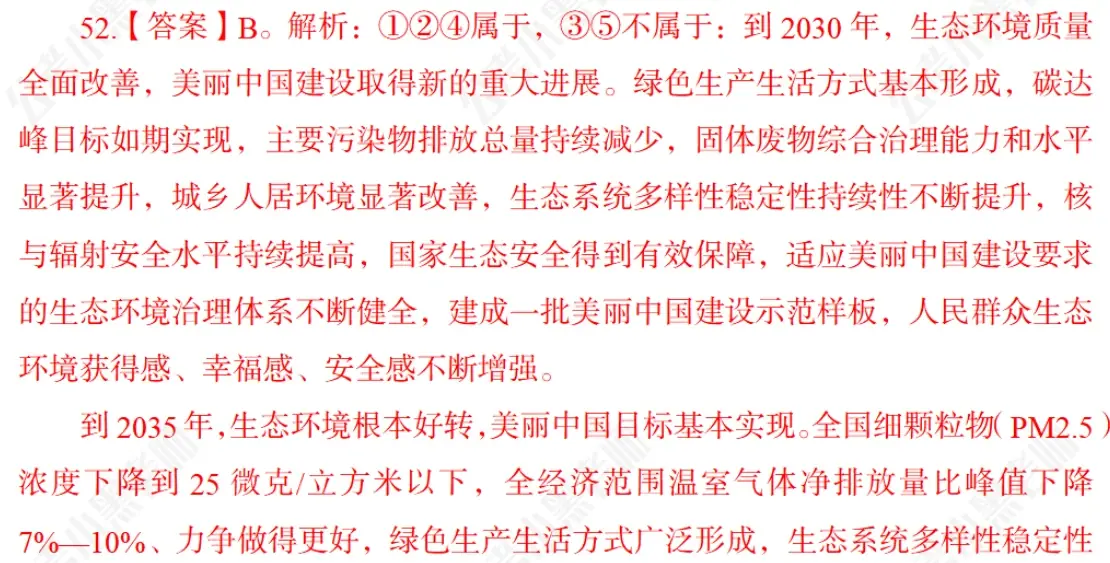 52.【答案】B。解析：①②④属于，③⑤不属于：到 2030 年，生态环境质量
全面改善，美丽中国建设取得新的重大进展。绿色生产生活方式基本形成，碳达
峰目标如期实现，主要污染物排放总量持续减少，固体废物综合治理能力和水平
显著提升，城乡人居环境显著改善，生态系统多样性稳定性持续性不断提升，核
与辐射安全水平持续提高，国家生态安全得到有效保障，适应美丽中国建设要求
的生态环境治理体系不断健全，建成一批美丽中国建设示范样板，人民群众生态
环境获得感、幸福感、安全感不断增强。
到 2035 年，生态环境根本好转，美丽中国目标基本实现。全国细颗粒物（PM2.5）
浓度下降到 25 微克/立方米以下，全经济范围温室气体净排放量比峰值下降
7%—10%、力争做得更好，绿色生产生活方式广泛形成，生态系统多样性稳定性